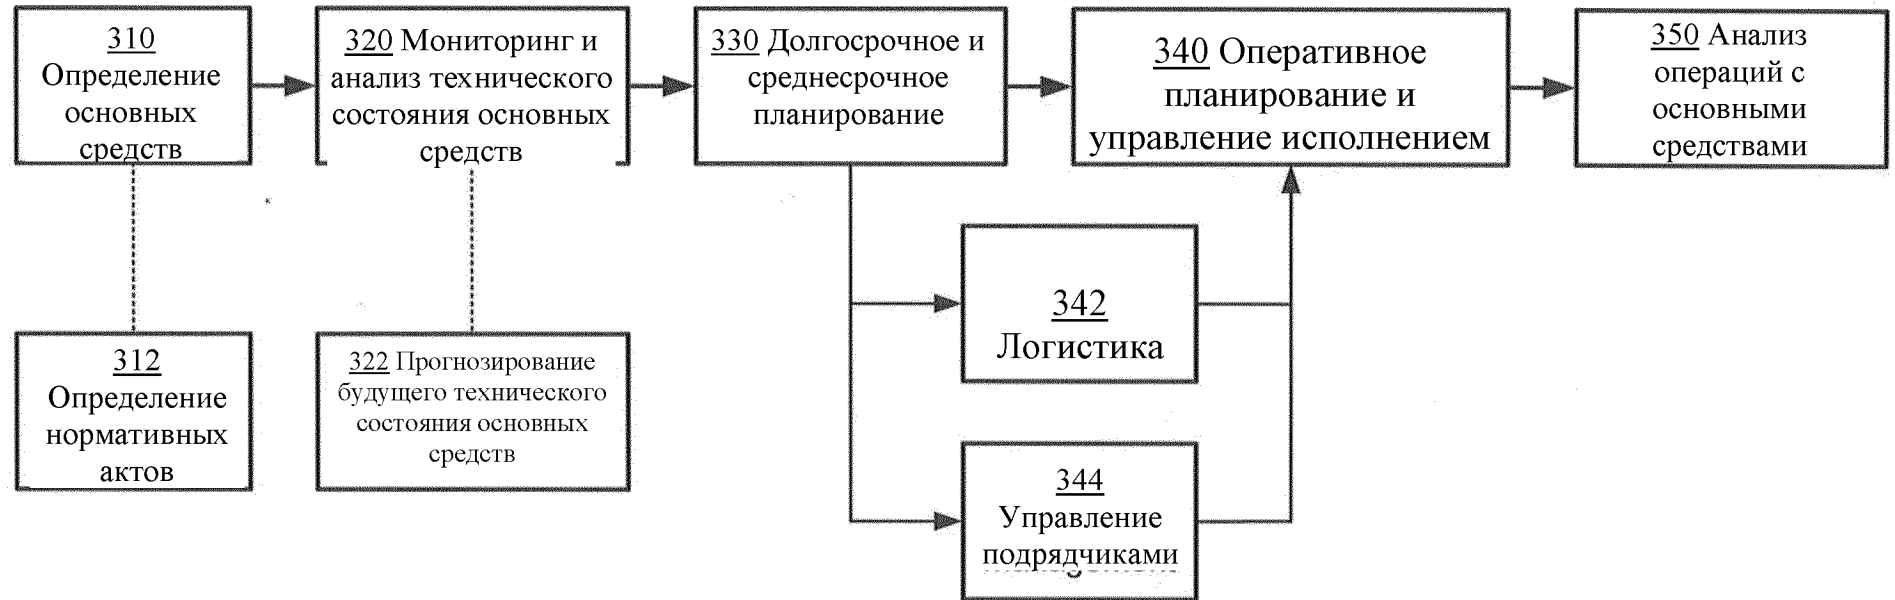 310
Определение
основных
средств
320 Мониторинг и
анализ технического
состояния основных
средств
330 Долгосрочное и
среднесрочное
планирование
340 Оперативное
планирование и
управление исполнением
350 Анализ
операций с
основными
средствами
312
Определение
нормативных
актов
322 Прогнозирование
будущего технического
состояния основных
средств
342
Логистика
344
Управление
подрядчиками